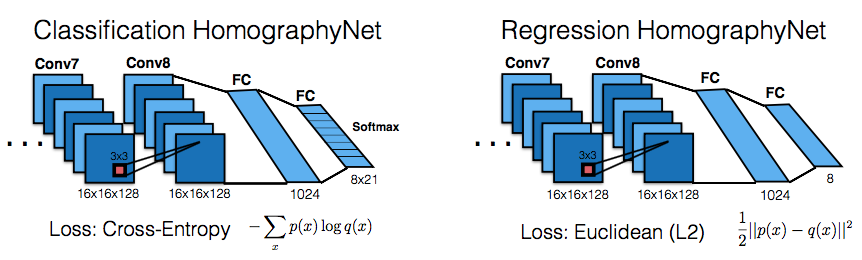 Classification HomographyNet
Conv7 Conv8 FC FC
Softmax
3x3
16x16x128 16x16x128 1024 8x21
Loss: Cross-Entropy −∑ₓ p(x) log q(x)
Regression HomographyNet
Conv7 Conv8 FC FC
3x3
16x16x128 16x16x128 1024 8
Loss: Euclidean (L2) 1/2||p(x) − q(x)||²